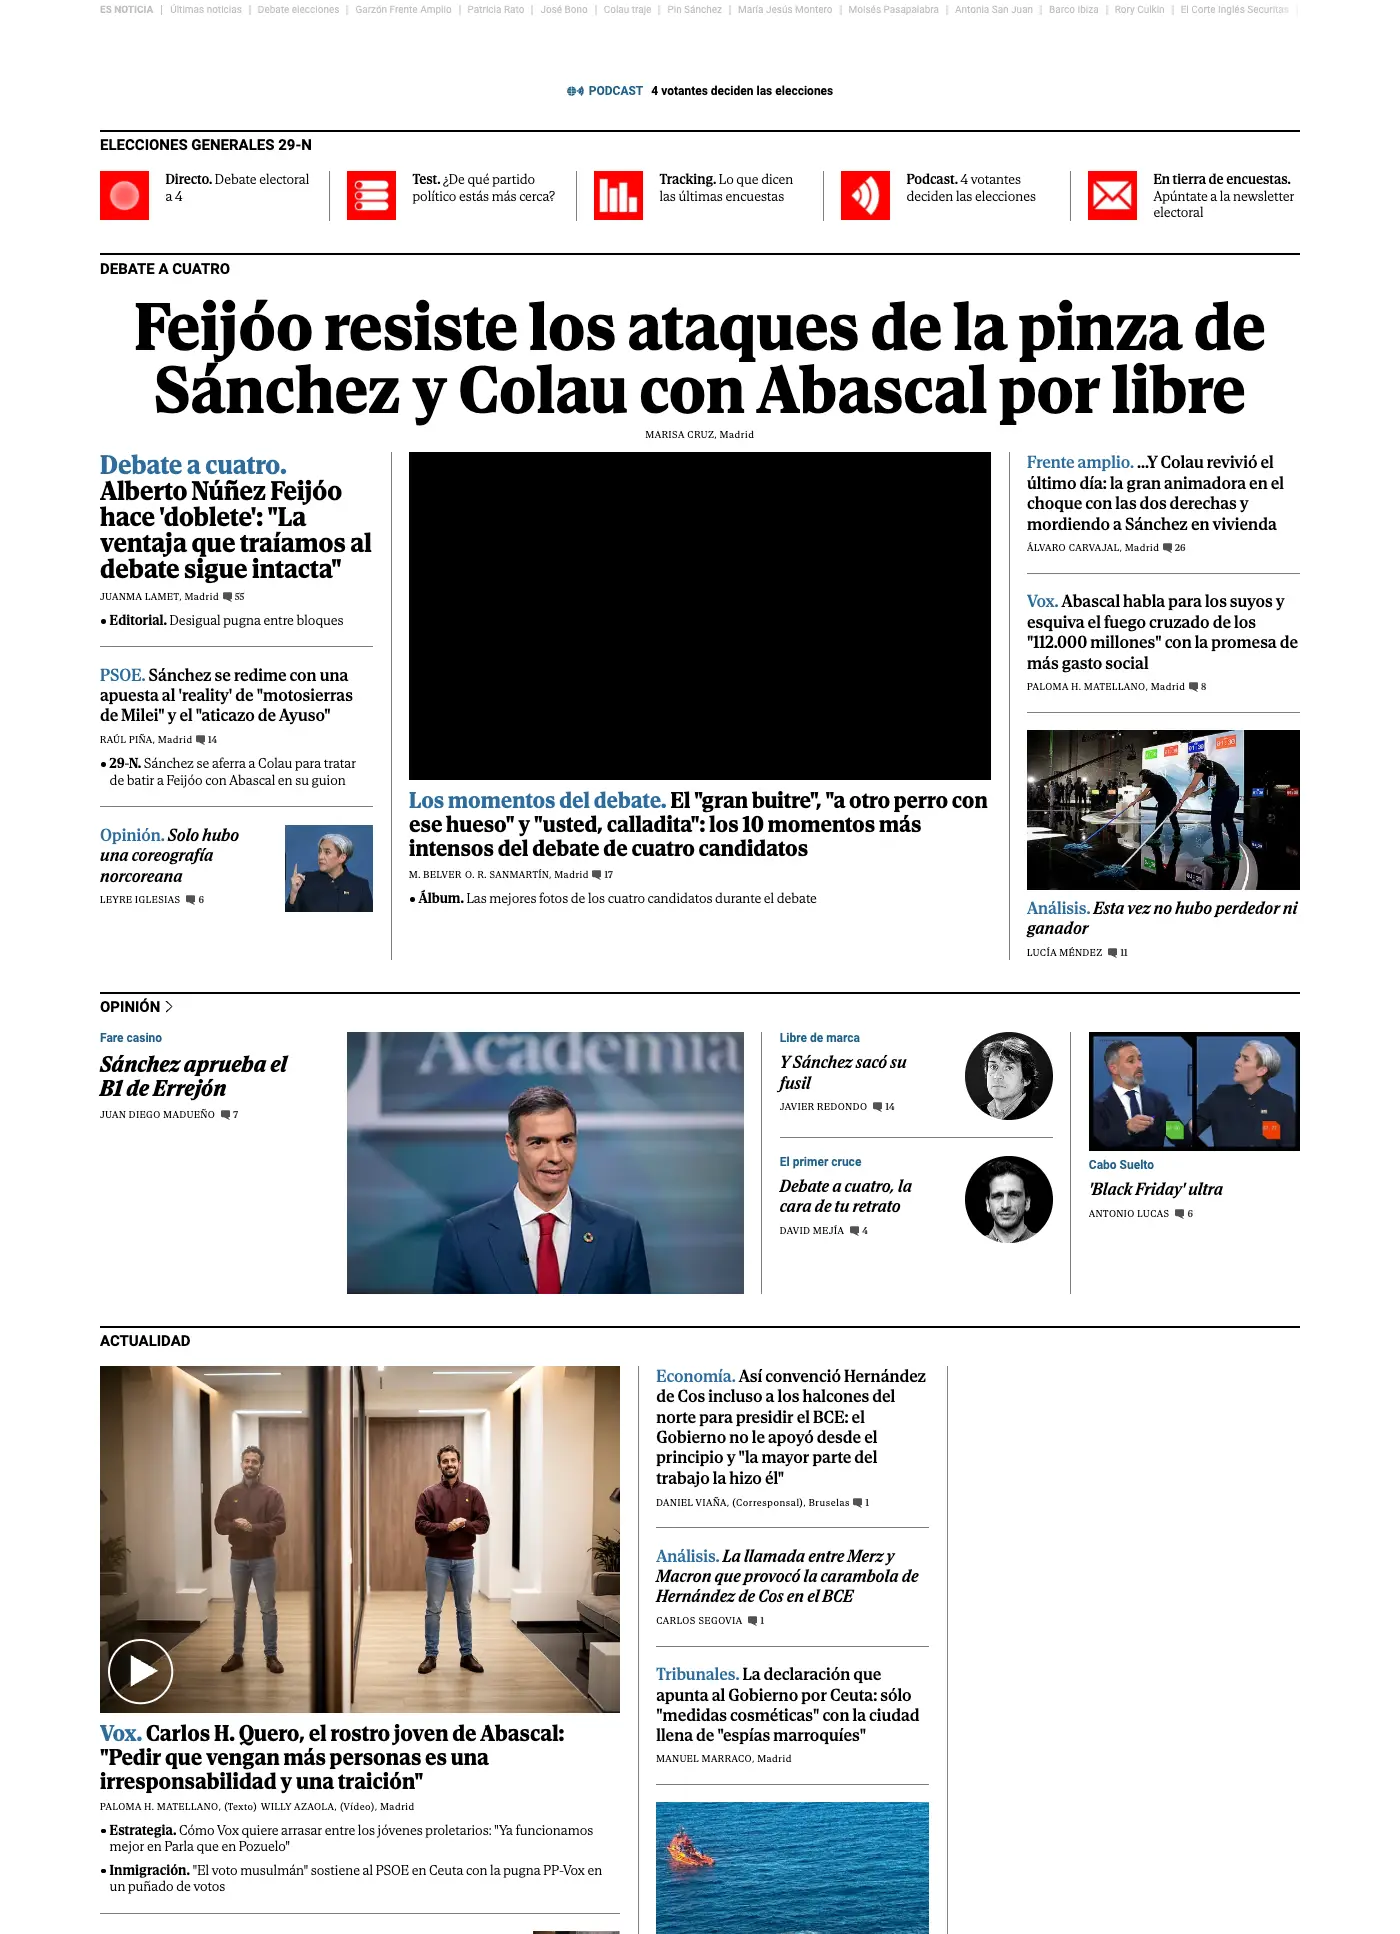 ES NOTICIA | Últimas noticias | Debate elecciones | Garzón Frente Amplio | Patricia Rato | José Bono | Colau traje | Pin Sánchez | María Jesús Montero | Moisés Pasapalabra | Antonia San Juan | Barco Ibiza | Rory Culkin | El Corte Inglés Securitas
PODCAST 4 votantes deciden las elecciones
ELECCIONES GENERALES 29-N
Directo. Debate electoral
a 4
Test. ¿De qué partido
político estás más cerca?
Tracking. Lo que dicen
las últimas encuestas
Podcast. 4 votantes
deciden las elecciones
En tierra de encuestas.
Apúntate a la newsletter
electoral
DEBATE A CUATRO
Feijóo resiste los ataques de la pinza de
Sánchez y Colau con Abascal por libre
MARISA CRUZ, Madrid
Debate a cuatro.
Alberto Núñez Feijóo
hace 'doblete': "La
ventaja que traíamos al
debate sigue intacta"
JUANMA LAMET, Madrid 55
• Editorial. Desigual pugna entre bloques
PSOE. Sánchez se redime con una
apuesta al 'reality' de "motosierras
de Milei" y el "aticazo de Ayuso"
RAÚL PIÑA, Madrid 14
• 29-N. Sánchez se aferra a Colau para tratar
de batir a Feijóo con Abascal en su guion
Opinión. Solo hubo
una coreografía
norcoreana
LEYRE IGLESIAS 6
Los momentos del debate. El "gran buitre", "a otro perro con
ese hueso" y "usted, calladita": los 10 momentos más
intensos del debate de cuatro candidatos
M. BELVER O. R. SANMARTÍN, Madrid 17
• Álbum. Las mejores fotos de los cuatro candidatos durante el debate
Frente amplio. ...Y Colau revivió el
último día: la gran animadora en el
choque con las dos derechas y
mordiendo a Sánchez en vivienda
ÁLVARO CARVAJAL, Madrid 26
Vox. Abascal habla para los suyos y
esquiva el fuego cruzado de los
"112.000 millones" con la promesa de
más gasto social
PALOMA H. MATELLANO, Madrid 8
Análisis. Esta vez no hubo perdedor ni
ganador
LUCÍA MÉNDEZ 11
OPINIÓN
Fare casino
Sánchez aprueba el
B1 de Errejón
JUAN DIEGO MADUEÑO 7
Academia
Libre de marca
Y Sánchez sacó su
fusil
JAVIER REDONDO 14
El primer cruce
Debate a cuatro, la
cara de tu retrato
DAVID MEJÍA 4
Cabo Suelto
'Black Friday' ultra
ANTONIO LUCAS 6
ACTUALIDAD
Vox. Carlos H. Quero, el rostro joven de Abascal:
"Pedir que vengan más personas es una
irresponsabilidad y una traición"
PALOMA H. MATELLANO, (Texto) WILLY AZAOLA, (Vídeo), Madrid
• Estrategia. Cómo Vox quiere arrasar entre los jóvenes proletarios: "Ya funcionamos
mejor en Parla que en Pozuelo"
• Inmigración. "El voto musulmán" sostiene al PSOE en Ceuta con la pugna PP-Vox en
un puñado de votos
Economía. Así convenció Hernández
de Cos incluso a los halcones del
norte para presidir el BCE: el
Gobierno no le apoyó desde el
principio y "la mayor parte del
trabajo la hizo él"
DANIEL VIAÑA, (Corresponsal), Bruselas 1
Análisis. La llamada entre Merz y
Macron que provocó la carambola de
Hernández de Cos en el BCE
CARLOS SEGOVIA 1
Tribunales. La declaración que
apunta al Gobierno por Ceuta: sólo
"medidas cosméticas" con la ciudad
llena de "espías marroquíes"
MANUEL MARRACO, Madrid